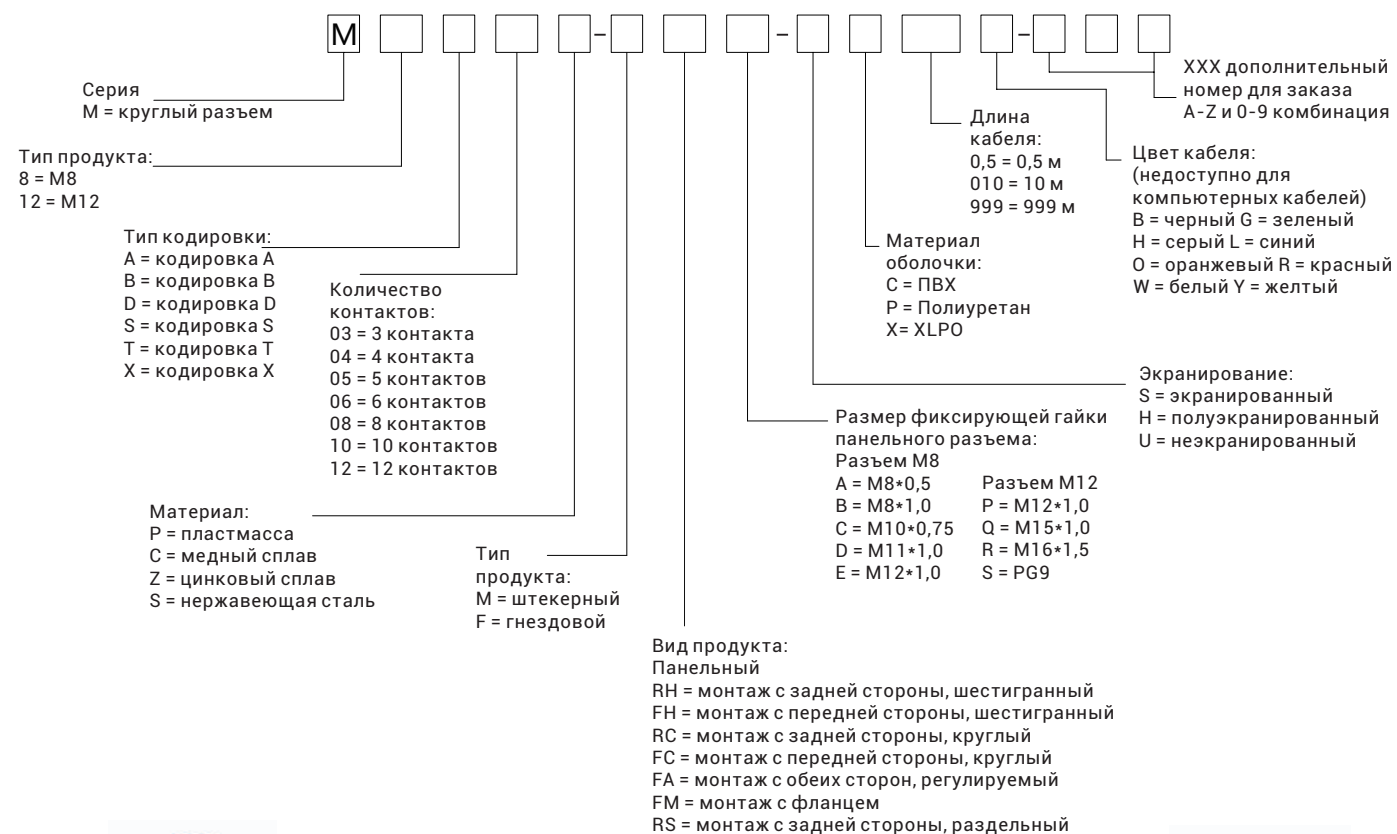 M - - -
Серия
M = круглый разъем
Тип продукта:
8 = M8
12 = M12
Тип кодировки:
A = кодировка A
B = кодировка B
D = кодировка D
S = кодировка S
T = кодировка T
X = кодировка X
Количество
контактов:
03 = 3 контакта
04 = 4 контакта
05 = 5 контактов
06 = 6 контактов
08 = 8 контактов
10 = 10 контактов
12 = 12 контактов
Материал:
P = пластмасса
C = медный сплав
Z = цинковый сплав
S = нержавеющая сталь
Тип
продукта:
M = штекерный
F = гнездовой
Вид продукта:
Панельный
RH = монтаж с задней стороны, шестигранный
FH = монтаж с передней стороны, шестигранный
RC = монтаж с задней стороны, круглый
FC = монтаж с передней стороны, круглый
FA = монтаж с обеих сторон, регулируемый
FM = монтаж с фланцем
RS = монтаж с задней стороны, раздельный
Размер фиксирующей гайки
панельного разъема:
Разъем M8
A = M8*0,5
B = M8*1,0
C = M10*0,75
D = M11*1,0
E = M12*1,0
Разъем M12
P = M12*1,0
Q = M15*1,0
R = M16*1,5
S = PG9
Экранирование:
S = экранированный
H = полуэкранированный
U = неэкранированный
Материал
оболочки:
C = ПВХ
P = Полиуретан
X= XLPO
Длина
кабеля:
0,5 = 0,5 м
010 = 10 м
999 = 999 м
Цвет кабеля:
(недоступно для
компьютерных кабелей)
B = черный G = зеленый
H = серый L = синий
O = оранжевый R = красный
W = белый Y = желтый
XXX дополнительный
номер для заказа
A-Z и 0-9 комбинация